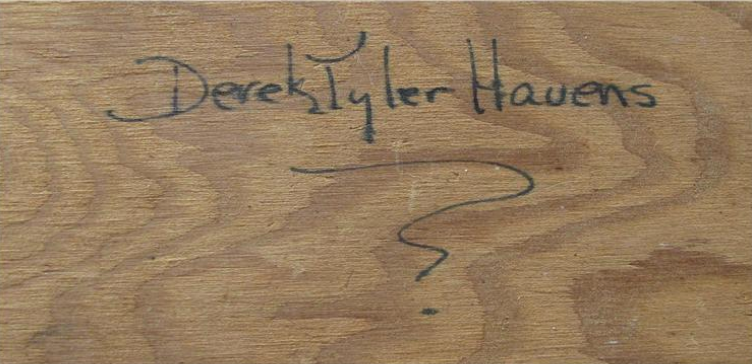 Derek Tyler Havens
?